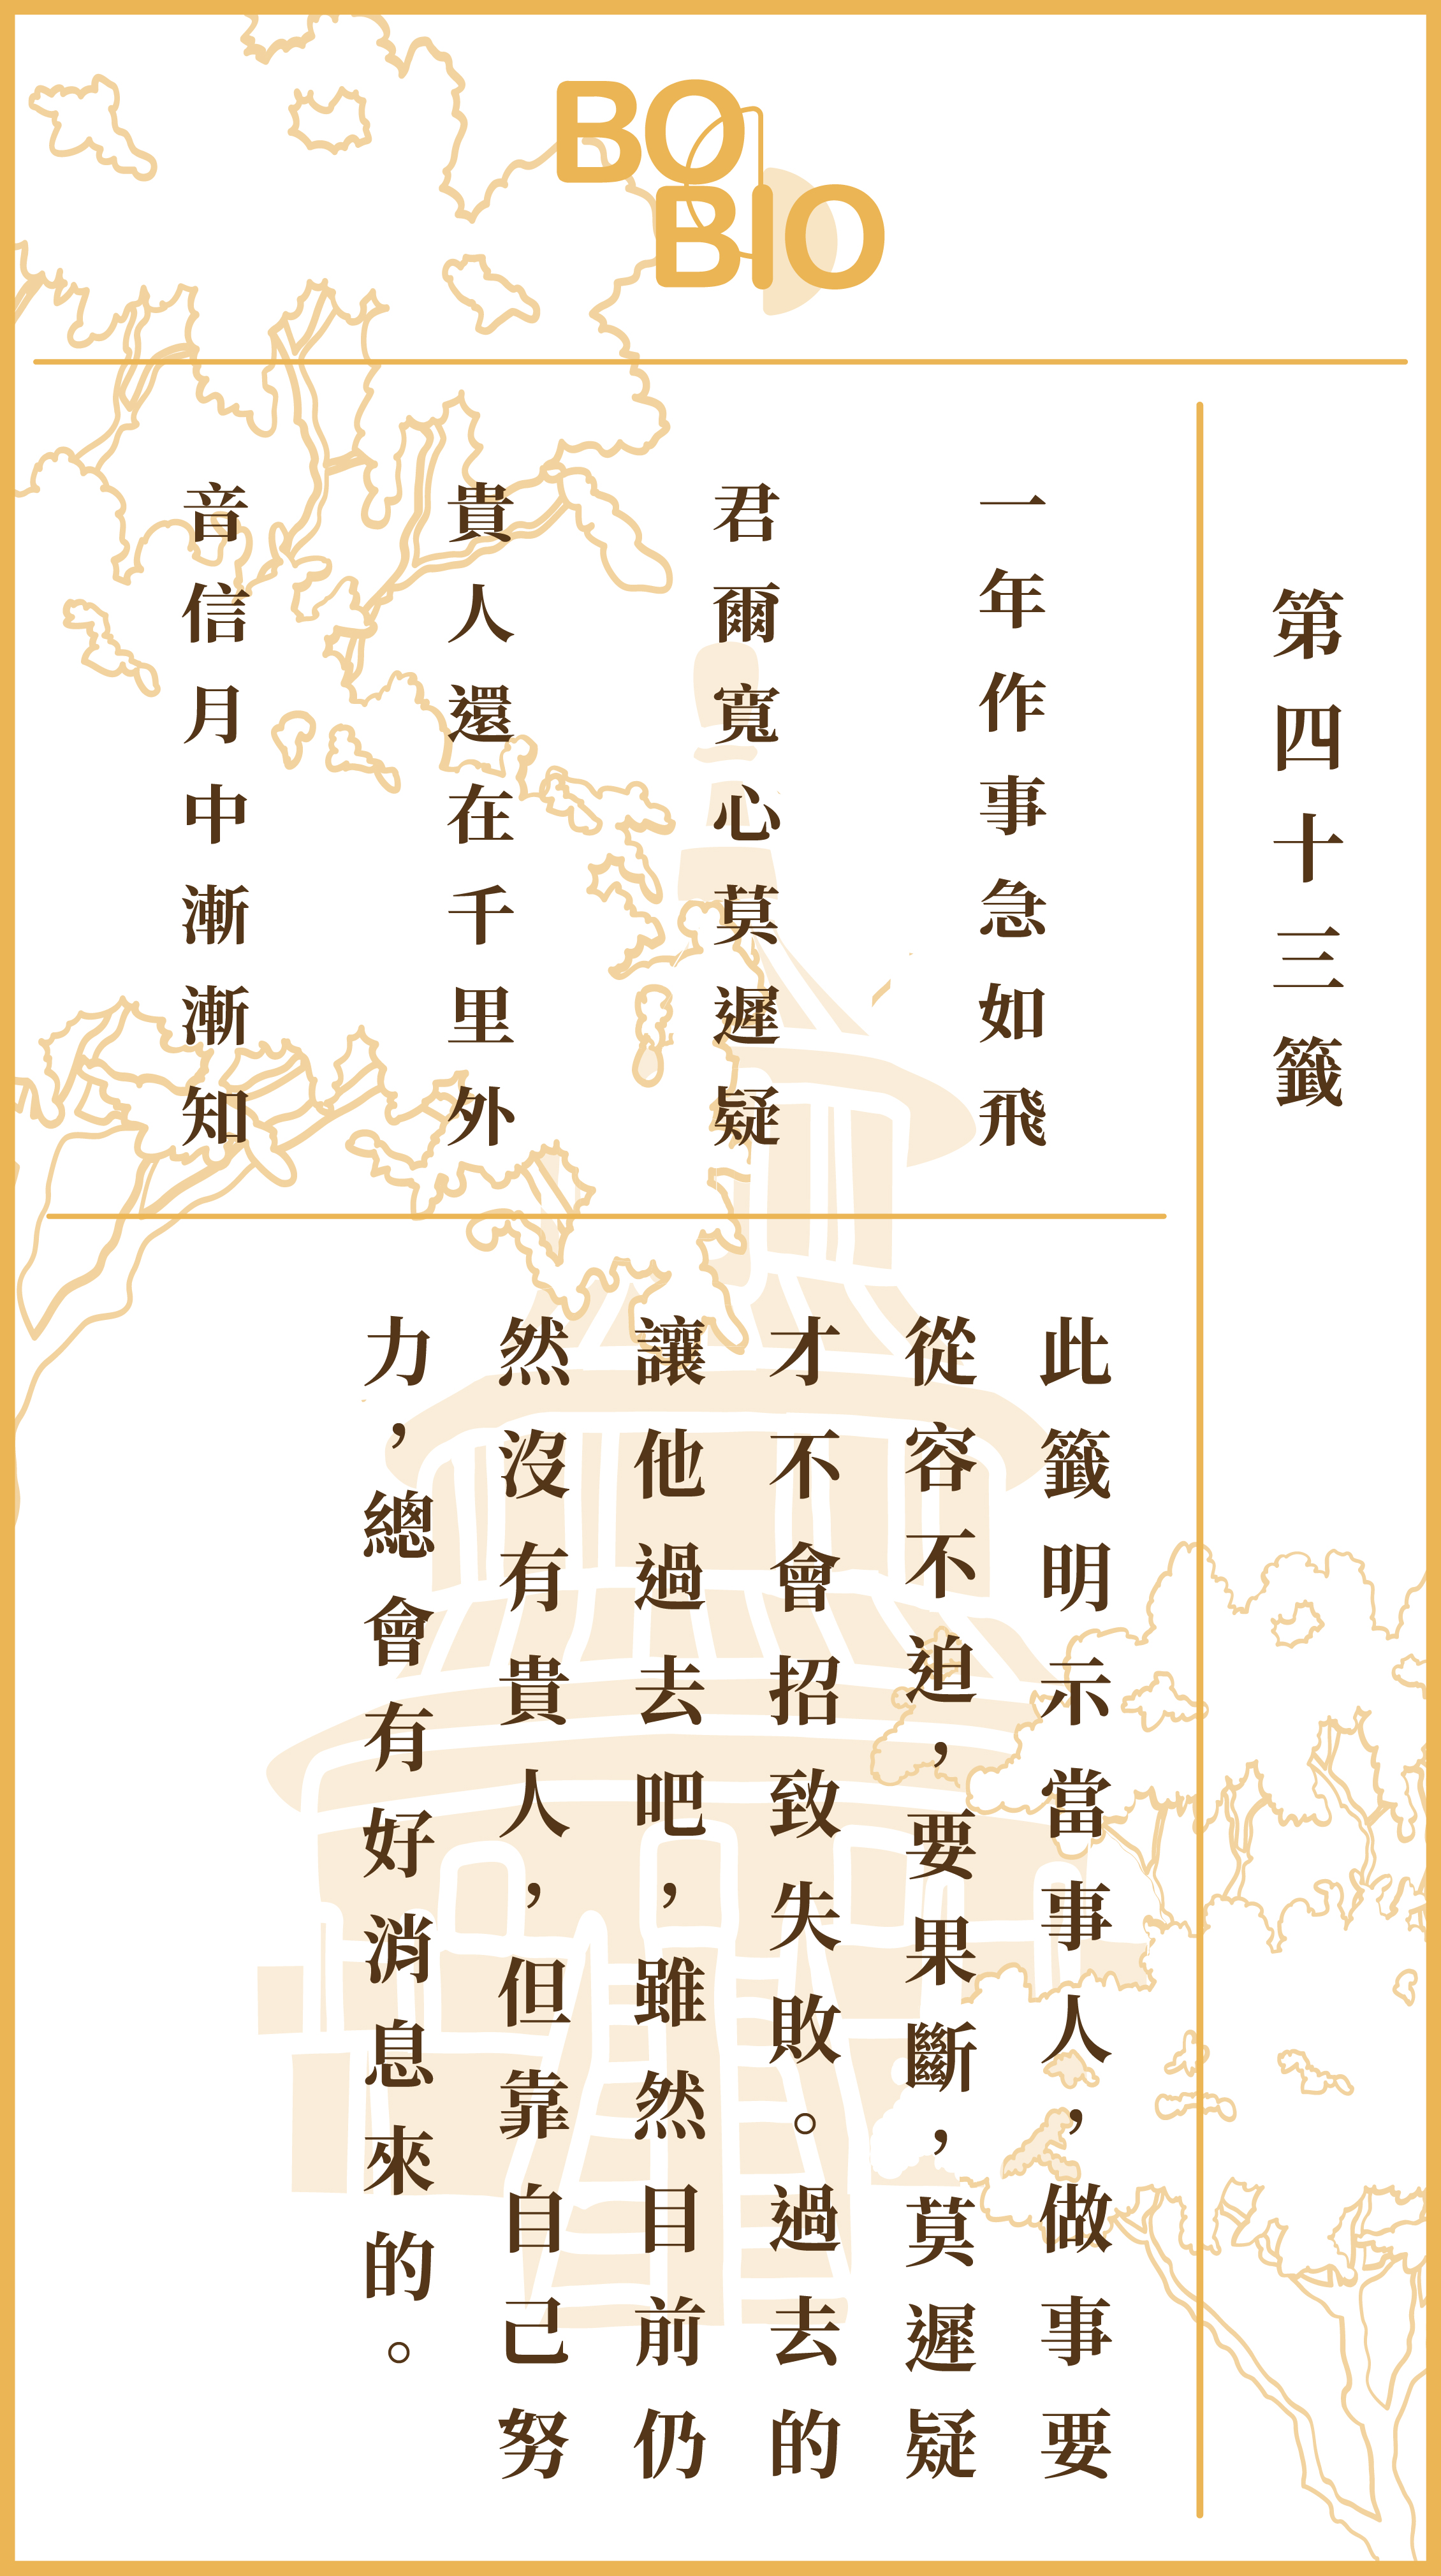 BO
BIO
第四十三籤
一年作事急如飛
君爾寬心莫遲疑
貴人還在千里外
音信月中漸漸知
此籤明示當事人，做事要
從容不迫，要果斷，莫遲疑
才不會招致失敗。過去的
讓他過去吧，雖然目前仍
然沒有貴人，但靠自己努
力，總會有好消息來的。